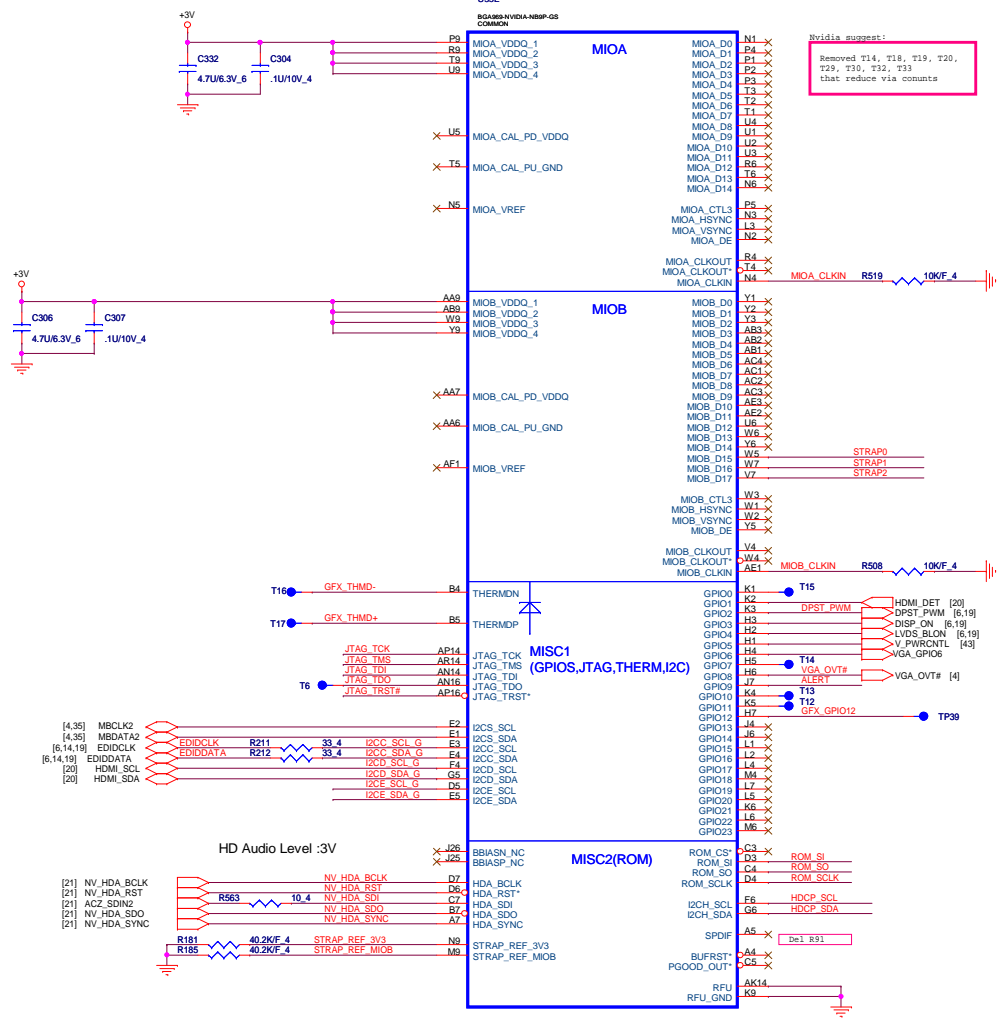 BGA969-NVIDIA-NB9P-GS
COMMON
+3V
C332
4.7U/6.3V_6
C304
.1U/10V_4
MIOA
P9 MIOA_VDDQ_1
R9 MIOA_VDDQ_2
T9 MIOA_VDDQ_3
U9 MIOA_VDDQ_4
U5 MIOA_CAL_PD_VDDQ
T5 MIOA_CAL_PU_GND
N5 MIOA_VREF
MIOA_D0 N1
MIOA_D1 P4
MIOA_D2 P1
MIOA_D3 P2
MIOA_D4 P3
MIOA_D5 T3
MIOA_D6 T2
MIOA_D7 T1
MIOA_D8 U4
MIOA_D9 U1
MIOA_D10 U2
MIOA_D11 U3
MIOA_D12 R6
MIOA_D13 T6
MIOA_D14 N6
MIOA_CTL3 P5
MIOA_HSYNC N3
MIOA_VSYNC L3
MIOA_DE N2
MIOA_CLKOUT R4
MIOA_CLKOUT* T4
MIOA_CLKIN N4
MIOA_CLKIN R519 10K/F_4
Nvidia suggest:
Removed T14, T18, T19, T20,
T29, T30, T32, T33
that reduce via conunts
+3V
C306
4.7U/6.3V_6
C307
.1U/10V_4
MIOB
AA9 MIOB_VDDQ_1
AB9 MIOB_VDDQ_2
W9 MIOB_VDDQ_3
Y9 MIOB_VDDQ_4
AA7 MIOB_CAL_PD_VDDQ
AA6 MIOB_CAL_PU_GND
AF1 MIOB_VREF
MIOB_D0 Y1
MIOB_D1 Y2
MIOB_D2 Y3
MIOB_D3 AB3
MIOB_D4 AB2
MIOB_D5 AB1
MIOB_D6 AC4
MIOB_D7 AC1
MIOB_D8 AC2
MIOB_D9 AC3
MIOB_D10 AE3
MIOB_D11 AE2
MIOB_D12 U6
MIOB_D13 W6
MIOB_D14 Y6
MIOB_D15 W5 STRAP0
MIOB_D16 W7 STRAP1
MIOB_D17 V7 STRAP2
MIOB_CTL3 W3
MIOB_HSYNC W1
MIOB_VSYNC W2
MIOB_DE Y5
MIOB_CLKOUT V4
MIOB_CLKOUT* W4
MIOB_CLKIN AE1
MIOB_CLKIN R508 10K/F_4
MISC1
(GPIOS,JTAG,THERM,I2C)
T16 GFX_THMD- B4 THERMDN
T17 GFX_THMD+ B5 THERMDP
JTAG_TCK AP14 JTAG_TCK
JTAG_TMS AR14 JTAG_TMS
JTAG_TDI AN14 JTAG_TDI
T6 JTAG_TDO AN16 JTAG_TDO
JTAG_TRST# AP16 JTAG_TRST*
[4,35] MBCLK2 E2 I2CS_SCL
[4,35] MBDATA2 E1 I2CS_SDA
[6,14,19] EDIDCLK EDIDCLK R211 33_4 I2CC_SCL_G E3 I2CC_SCL
[6,14,19] EDIDDATA EDIDDATA R212 33_4 I2CC_SDA_G E4 I2CC_SDA
[20] HDMI_SCL I2CD_SCL_G F4 I2CD_SCL
[20] HDMI_SDA I2CD_SDA_G G5 I2CD_SDA
I2CE_SCL_G D5 I2CE_SCL
I2CE_SDA_G E5 I2CE_SDA
GPIO0 K1 T15
GPIO1 K2 HDMI_DET [20]
GPIO2 K3 DPST_PWM DPST_PWM [6,19]
GPIO3 H3 DISP_ON [6,19]
GPIO4 H2 LVDS_BLON [6,19]
GPIO5 H1 V_PWRCNTL [43]
GPIO6 H4 VGA_GPIO6
GPIO7 H5 T14
GPIO8 H6 VGA_OVT# VGA_OVT# [4]
GPIO9 J7 ALERT
GPIO10 K4 T13
GPIO11 K5 T12
GPIO12 H7 GFX_GPIO12 TP39
GPIO13 J4
GPIO14 J6
GPIO15 L1
GPIO16 L2
GPIO17 L4
GPIO18 M4
GPIO19 L7
GPIO20 L5
GPIO21 K6
GPIO22 L6
GPIO23 M6
HD Audio Level :3V
MISC2(ROM)
J26 BBIASN_NC
J25 BBIASP_NC
[21] NV_HDA_BCLK NV_HDA_BCLK D7 HDA_BCLK
[21] NV_HDA_RST NV_HDA_RST D6 HDA_RST*
[21] ACZ_SDIN2 R563 10_4 NV_HDA_SDI C7 HDA_SDI
[21] NV_HDA_SDO NV_HDA_SDO B7 HDA_SDO
[21] NV_HDA_SYNC NV_HDA_SYNC A7 HDA_SYNC
R181 40.2K/F_4 STRAP_REF_3V3 N9 STRAP_REF_3V3
R185 40.2K/F_4 STRAP_REF_MIOB M9 STRAP_REF_MIOB
ROM_CS* C3
ROM_SI D3 ROM_SI
ROM_SO C4 ROM_SO
ROM_SCLK D4 ROM_SCLK
I2CH_SCL F6 HDCP_SCL
I2CH_SDA G6 HDCP_SDA
SPDIF A5
Del R91
BUFRST* A4
PGOOD_OUT* C5
RFU AK14
RFU_GND K9